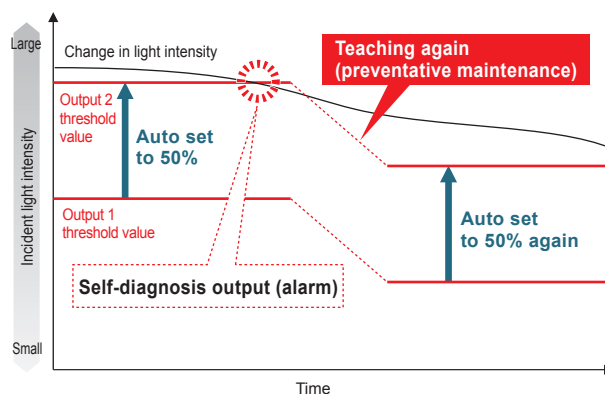 Large
Change in light intensity
Teaching again
(preventative maintenance)
Output 2
threshold
value
Auto set
to 50%
Incident light intensity
Output 1
threshold value
Auto set
to 50% again
Self-diagnosis output (alarm)
Small
Time